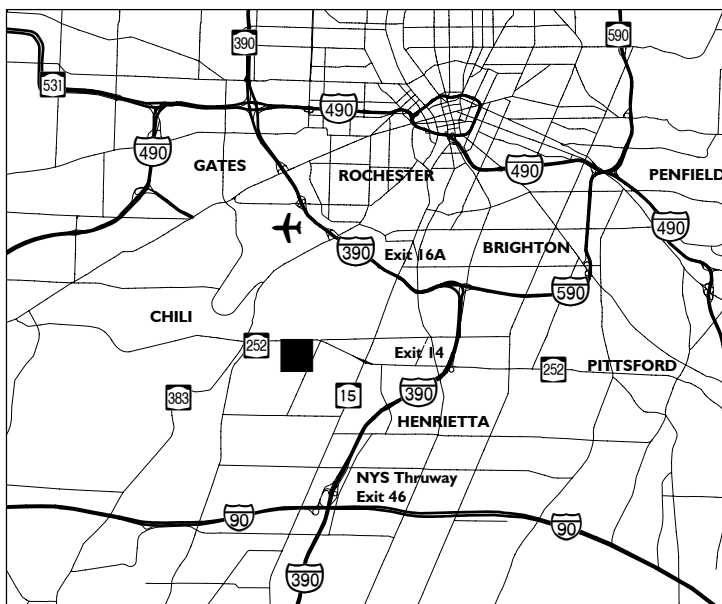 390
590
531
490
490
GATES
ROCHESTER
490
PENFIELD
490
390
Exit 16A
BRIGHTON
590
CHILI
252
Exit 14
252
PITTSFORD
383
15
390
HENRIETTA
NYS Thruway
Exit 46
90
90
390